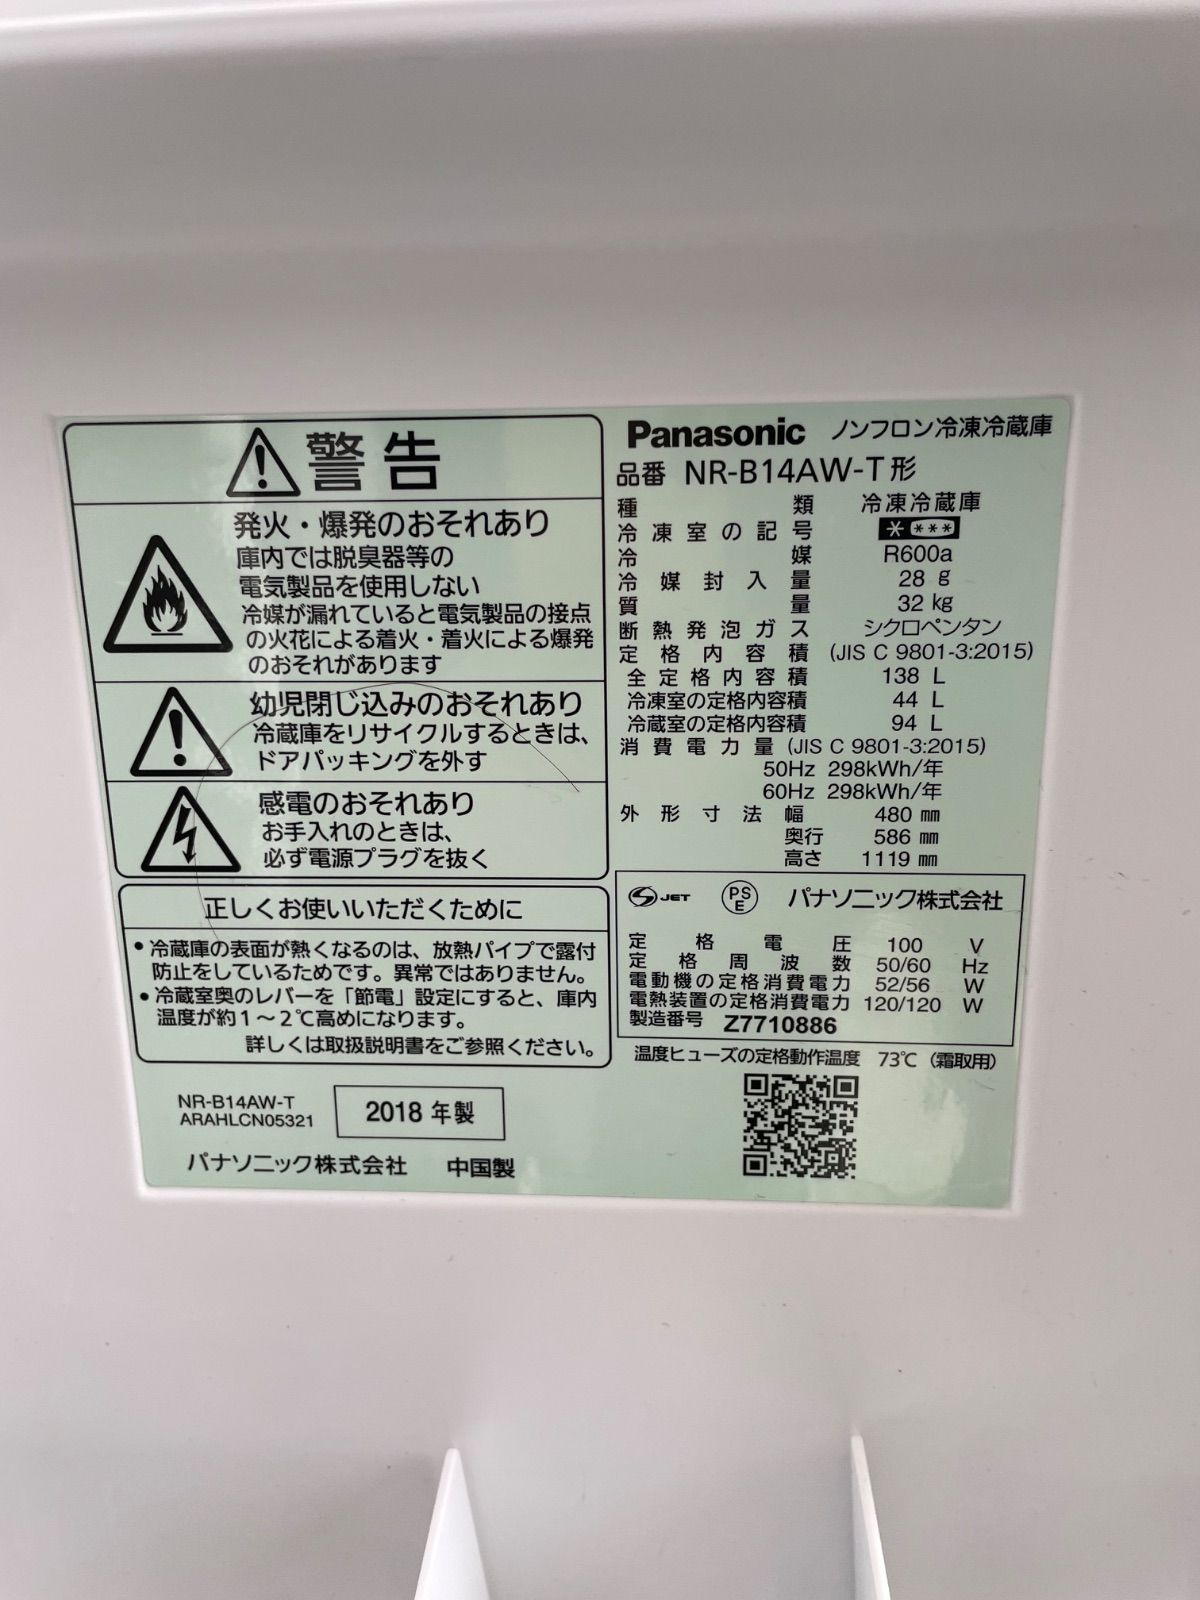 警告
発火・爆発のおそれあり
庫内では脱臭器等の
電気製品を使用しない
冷媒が漏れていると電気製品の接点
の火花による着火・着火による爆発
のおそれがあります
幼児閉じ込みのおそれあり
冷蔵庫をリサイクルするときは、
ドアパッキングを外す
感電のおそれあり
お手入れのときは、
必ず電源プラグを抜く
正しくお使いいただくために
•冷蔵庫の表面が熱くなるのは、放熱パイプで露付
防止をしているためです。異常ではありません。
•冷蔵室奥のレバーを「節電」設定にすると、庫内
温度が約1～2℃高めになります。
詳しくは取扱説明書をご参照ください。
NR-B14AW-T
ARAHLCN05321
2018年製
パナソニック株式会社 中国製
Panasonic ノンフロン冷凍冷蔵庫
品番 NR-B14AW-T形
種類 冷凍冷蔵庫
冷凍室の記号 * ***
冷媒 R600a
冷媒封入量 28 g
質量 32 kg
断熱発泡ガス シクロペンタン
定格内容積 (JIS C 9801-3:2015)
全定格内容積 138 L
冷凍室の定格内容積 44 L
冷蔵室の定格内容積 94 L
消費電力量 (JIS C 9801-3:2015)
50Hz 298kWh/年
60Hz 298kWh/年
外形寸法 幅 480 mm
奥行 586 mm
高さ 1119 mm
S JET PSE パナソニック株式会社
定格電圧 100 V
定格周波数 50/60 Hz
電動機の定格消費電力 52/56 W
電熱装置の定格消費電力 120/120 W
製造番号 Z7710886
温度ヒューズの定格動作温度 73℃ (霜取用)